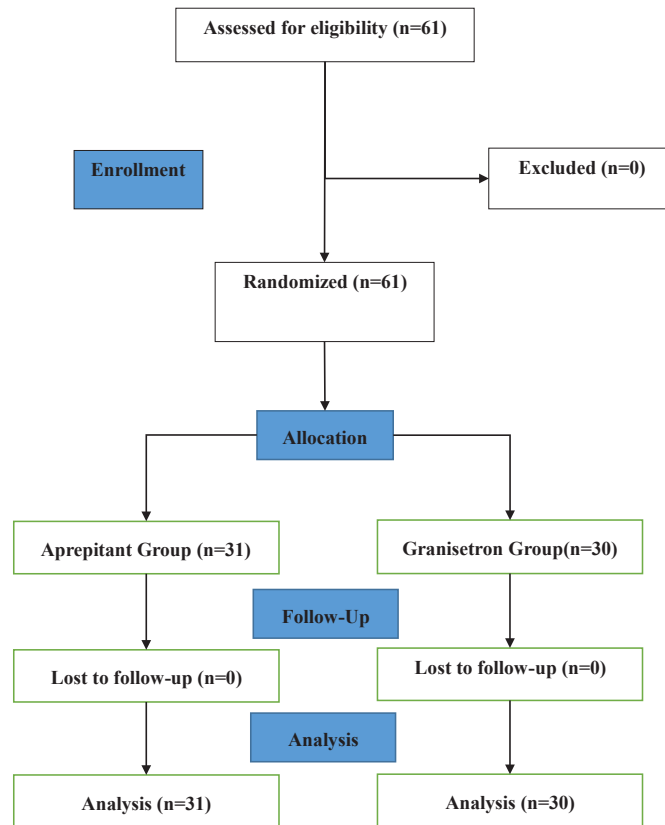 Assessed for eligibility (n=61)
Enrollment
Excluded (n=0)
Randomized (n=61)
Allocation
Aprepitant Group (n=31)
Granisetron Group(n=30)
Follow-Up
Lost to follow-up (n=0)
Lost to follow-up (n=0)
Analysis
Analysis (n=31)
Analysis (n=30)